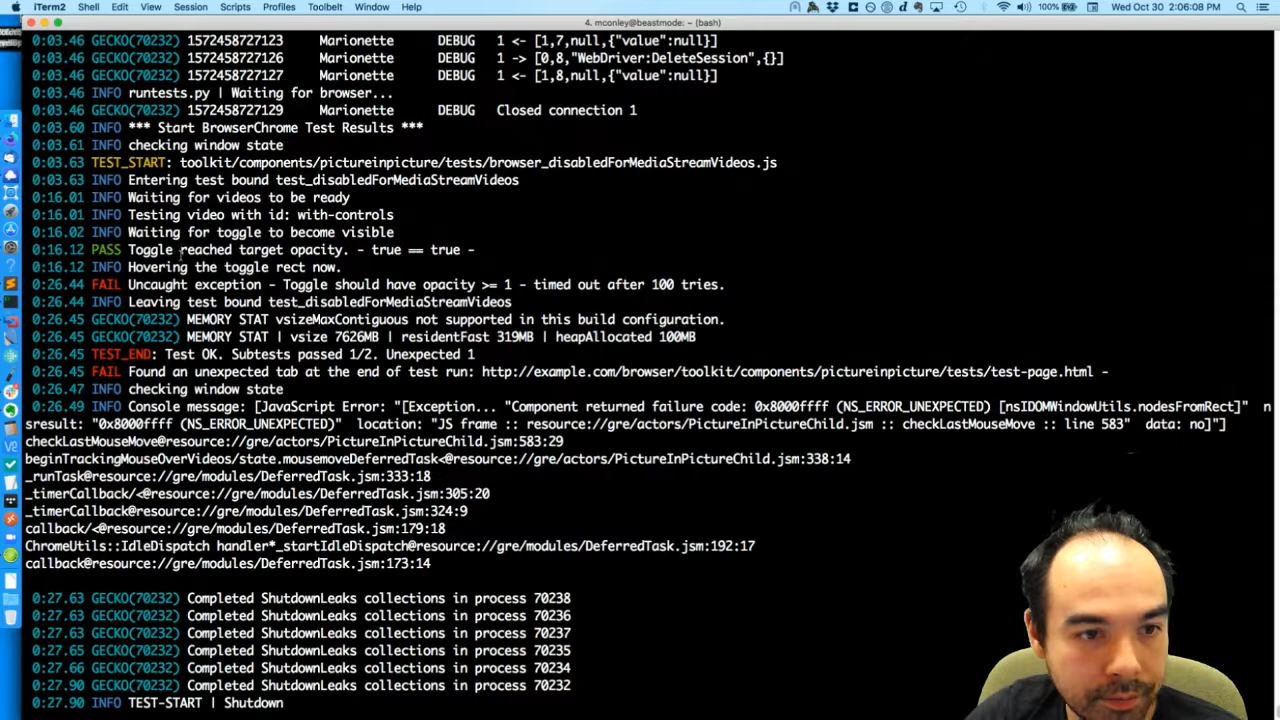 iTerm2 Shell Edit View Session Scripts Profiles Toolbelt Window Help 100% Wed Oct 30 2:06:08 PM
4. mconley@beastmode: ~ (bash)
0:03.46 GECKO(70232) 1572458727123 Marionette DEBUG 1 <- [1,7,null,{"value":null}]
0:03.46 GECKO(70232) 1572458727126 Marionette DEBUG 1 -> [0,8,"WebDriver:DeleteSession",{}]
0:03.46 GECKO(70232) 1572458727127 Marionette DEBUG 1 <- [1,8,null,{"value":null}]
0:03.46 INFO runtests.py | Waiting for browser...
0:03.46 GECKO(70232) 1572458727129 Marionette DEBUG Closed connection 1
0:03.60 INFO *** Start BrowserChrome Test Results ***
0:03.61 INFO checking window state
0:03.63 TEST_START: toolkit/components/pictureinpicture/tests/browser_disabledForMediaStreamVideos.js
0:03.63 INFO Entering test bound test_disabledForMediaStreamVideos
0:16.01 INFO Waiting for videos to be ready
0:16.01 INFO Testing video with id: with-controls
0:16.02 INFO Waiting for toggle to become visible
0:16.12 PASS Toggle reached target opacity. - true == true -
0:16.12 INFO Hovering the toggle rect now.
0:26.44 FAIL Uncaught exception - Toggle should have opacity >= 1 - timed out after 100 tries.
0:26.44 INFO Leaving test bound test_disabledForMediaStreamVideos
0:26.45 GECKO(70232) MEMORY STAT vsizeMaxContiguous not supported in this build configuration.
0:26.45 GECKO(70232) MEMORY STAT | vsize 7626MB | residentFast 319MB | heapAllocated 100MB
0:26.45 TEST_END: Test OK. Subtests passed 1/2. Unexpected 1
0:26.45 FAIL Found an unexpected tab at the end of test run: http://example.com/browser/toolkit/components/pictureinpicture/tests/test-page.html -
0:26.47 INFO checking window state
0:26.49 INFO Console message: [JavaScript Error: "[Exception... "Component returned failure code: 0x8000ffff (NS_ERROR_UNEXPECTED) [nsIDOMWindowUtils.nodesFromRect]" n
sresult: "0x8000ffff (NS_ERROR_UNEXPECTED)" location: "JS frame :: resource://gre/actors/PictureInPictureChild.jsm :: checkLastMouseMove :: line 583" data: no]"]
checkLastMouseMove@resource://gre/actors/PictureInPictureChild.jsm:583:29
beginTrackingMouseOverVideos/state.mousemoveDeferredTask<@resource://gre/actors/PictureInPictureChild.jsm:338:14
_runTask@resource://gre/modules/DeferredTask.jsm:333:18
_timerCallback/<@resource://gre/modules/DeferredTask.jsm:305:20
_timerCallback@resource://gre/modules/DeferredTask.jsm:324:9
callback/<@resource://gre/modules/DeferredTask.jsm:179:18
ChromeUtils::IdleDispatch handler*_startIdleDispatch@resource://gre/modules/DeferredTask.jsm:192:17
callback@resource://gre/modules/DeferredTask.jsm:173:14
0:27.63 GECKO(70232) Completed ShutdownLeaks collections in process 70238
0:27.63 GECKO(70232) Completed ShutdownLeaks collections in process 70236
0:27.63 GECKO(70232) Completed ShutdownLeaks collections in process 70237
0:27.65 GECKO(70232) Completed ShutdownLeaks collections in process 70235
0:27.66 GECKO(70232) Completed ShutdownLeaks collections in process 70234
0:27.90 GECKO(70232) Completed ShutdownLeaks collections in process 70232
0:27.90 INFO TEST-START | Shutdown